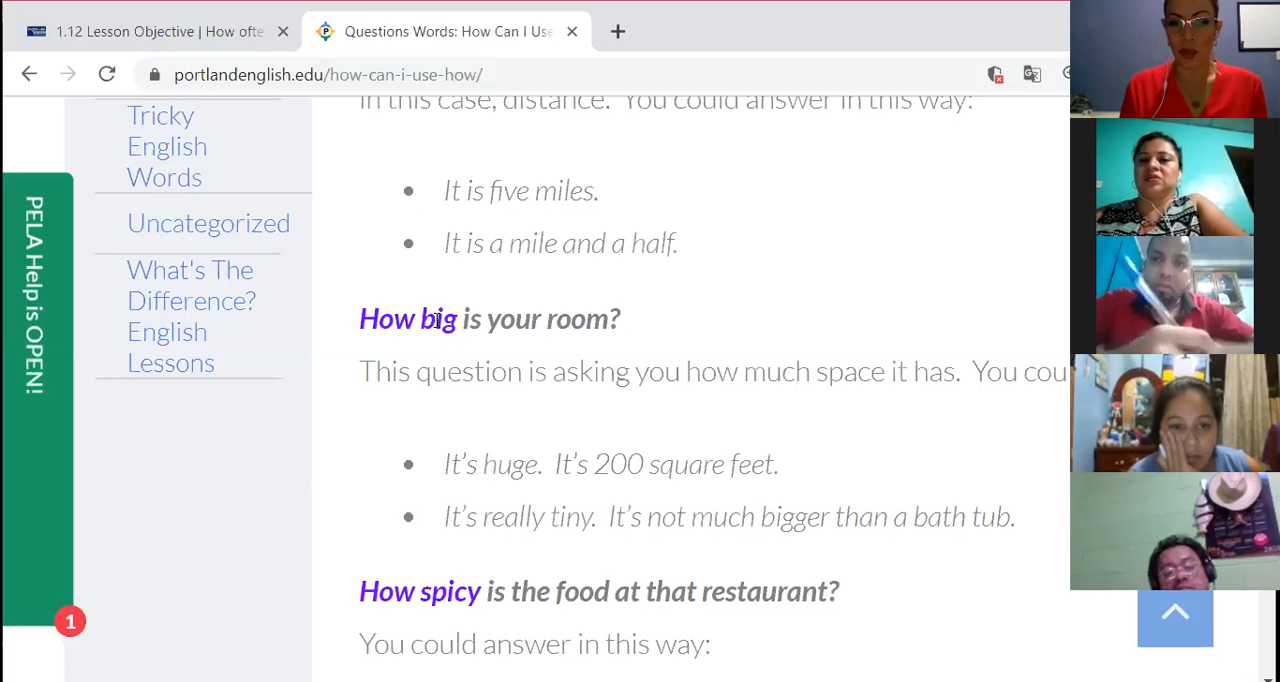 1.12 Lesson Objective | How ofte
Questions Words: How Can I Use
portlandenglish.edu/how-can-i-use-how/
Tricky
English
Words
Uncategorized
What's The
Difference?
English
Lessons
PELA Help is OPEN!
1
In this case, distance. You could answer in this way:
It is five miles.
It is a mile and a half.
How big is your room?
This question is asking you how much space it has. You cou
It's huge. It's 200 square feet.
It's really tiny. It's not much bigger than a bath tub.
How spicy is the food at that restaurant?
You could answer in this way: